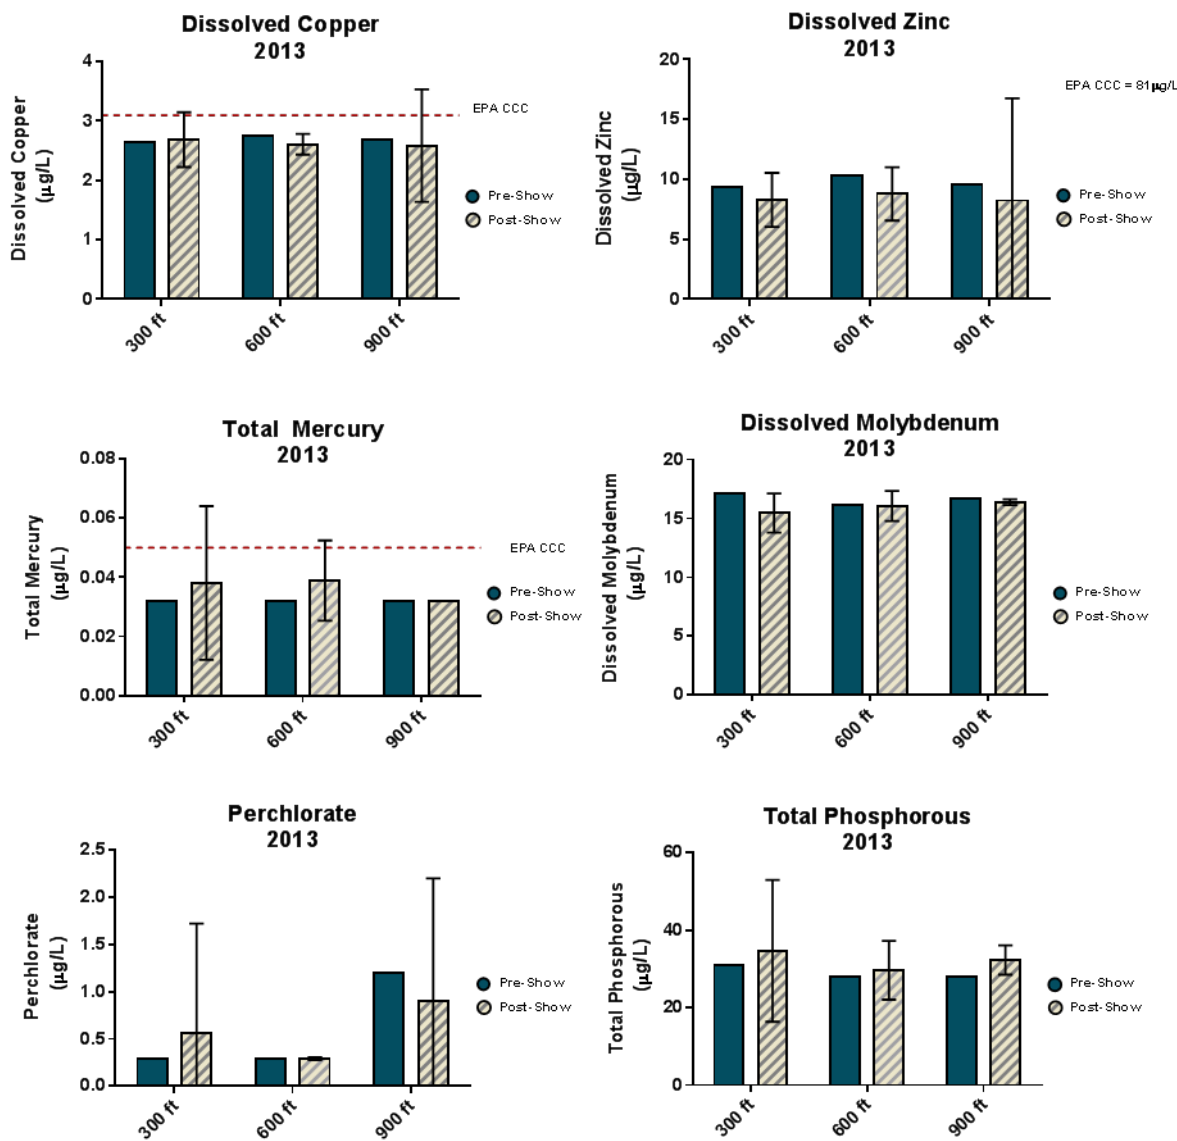 Dissolved Copper
2013
Dissolved Copper
(µg/L)
4
3
2
1
0
EPA CCC
Pre-Show
Post-Show
300 ft
600 ft
900 ft
Dissolved Zinc
2013
Dissolved Zinc
(µg/L)
20
15
10
5
0
EPA CCC = 81µg/L
Pre-Show
Post-Show
300 ft
600 ft
900 ft
Total Mercury
2013
Total Mercury
(µg/L)
0.08
0.06
0.04
0.02
0.00
EPA CCC
Pre-Show
Post-Show
300 ft
600 ft
900 ft
Dissolved Molybdenum
2013
Dissolved Molybdenum
(µg/L)
20
15
10
5
0
Pre-Show
Post-Show
300 ft
600 ft
900 ft
Perchlorate
2013
Perchlorate
(µg/L)
2.5
2.0
1.5
1.0
0.5
0.0
Pre-Show
Post-Show
300 ft
600 ft
900 ft
Total Phosphorous
2013
Total Phosphorous
(µg/L)
60
40
20
0
Pre-Show
Post-Show
300 ft
600 ft
900 ft